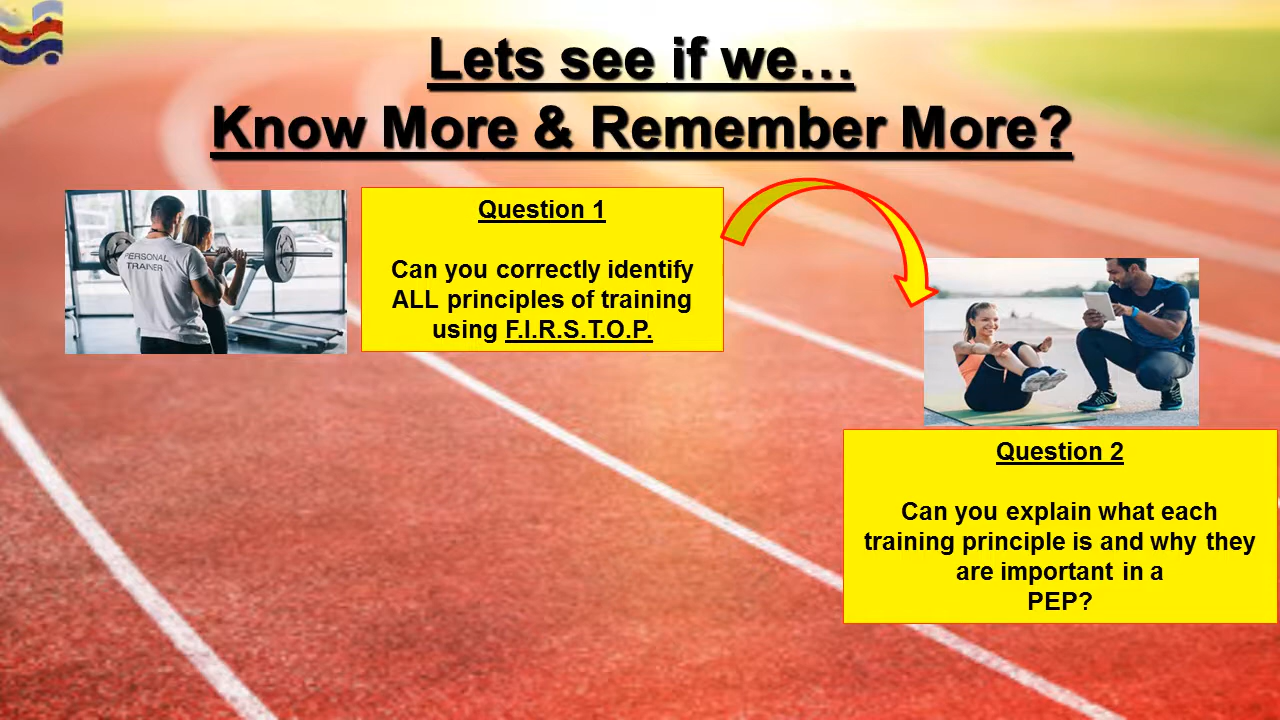 Lets see if we…
Know More & Remember More?
PERSONAL
TRAINER
Question 1
Can you correctly identify
ALL principles of training
using F.I.R.S.T.O.P.
Question 2
Can you explain what each
training principle is and why they
are important in a
PEP?